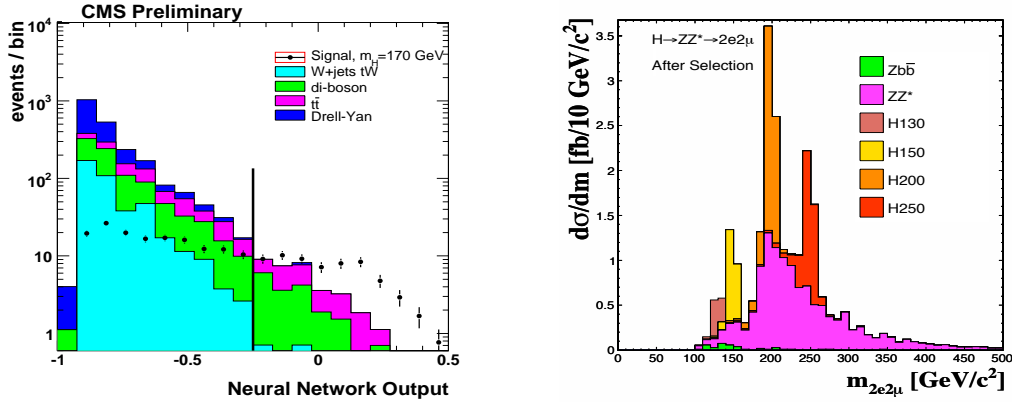 CMS Preliminary
events / bin
10⁴
10³
10²
10
1
Signal, m_H=170 GeV
W+jets tW
di-boson
tt̄
Drell-Yan
-1 -0.5 0 0.5
Neural Network Output
dσ/dm [fb/10 GeV/c²]
3.5
3
2.5
2
1.5
1
0.5
0
H→ZZ*→2e2μ
After Selection
Zbb̄
ZZ*
H130
H150
H200
H250
0 50 100 150 200 250 300 350 400 450 500
m_2e2μ [GeV/c²]